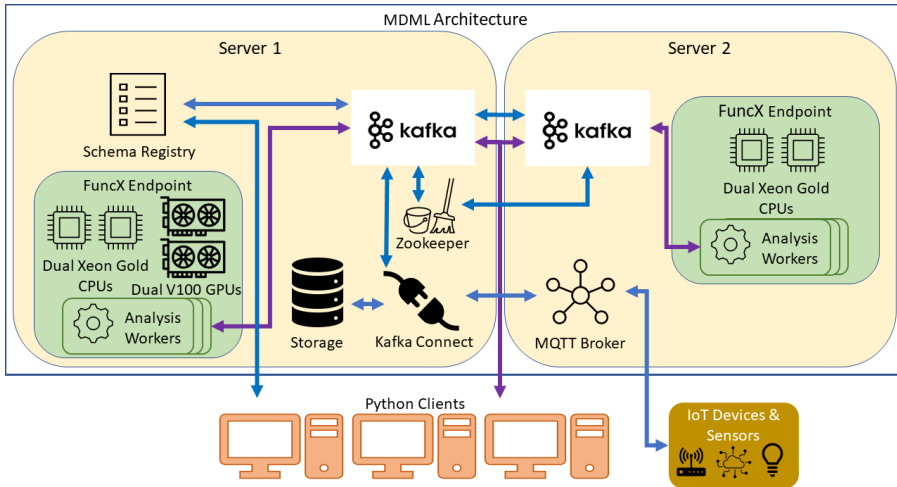 MDML Architecture
Server 1
Server 2
Schema Registry
kafka
kafka
FuncX Endpoint
Dual Xeon Gold
CPUs
Analysis
Workers
FuncX Endpoint
Dual Xeon Gold
CPUs
Dual V100 GPUs
Analysis
Workers
Zookeeper
Storage
Kafka Connect
MQTT Broker
Python Clients
IoT Devices &
Sensors